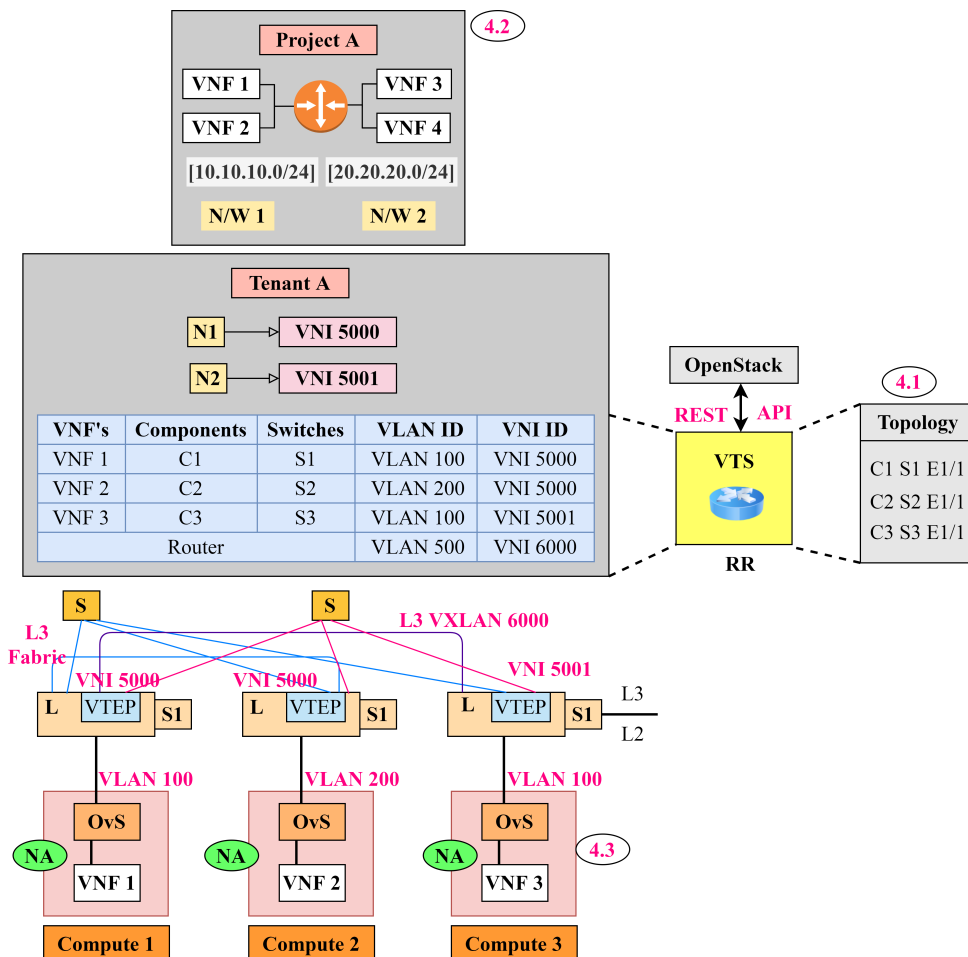 4.2
Project A
VNF 1
VNF 3
VNF 2
VNF 4
[10.10.10.0/24]
[20.20.20.0/24]
N/W 1
N/W 2
Tenant A
N1
VNI 5000
N2
VNI 5001
VNF's Components Switches VLAN ID VNI ID
VNF 1 C1 S1 VLAN 100 VNI 5000
VNF 2 C2 S2 VLAN 200 VNI 5000
VNF 3 C3 S3 VLAN 100 VNI 5001
Router VLAN 500 VNI 6000
OpenStack
REST
API
VTS
RR
4.1
Topology
C1 S1 E1/1
C2 S2 E1/1
C3 S3 E1/1
S
S
L3 VXLAN 6000
L3
Fabric
VNI 5000
VNI 5000
VNI 5001
L
VTEP
S1
L
VTEP
S1
L
VTEP
S1
L3
L2
VLAN 100
VLAN 200
VLAN 100
OvS
OvS
OvS
NA
NA
NA
4.3
VNF 1
VNF 2
VNF 3
Compute 1
Compute 2
Compute 3